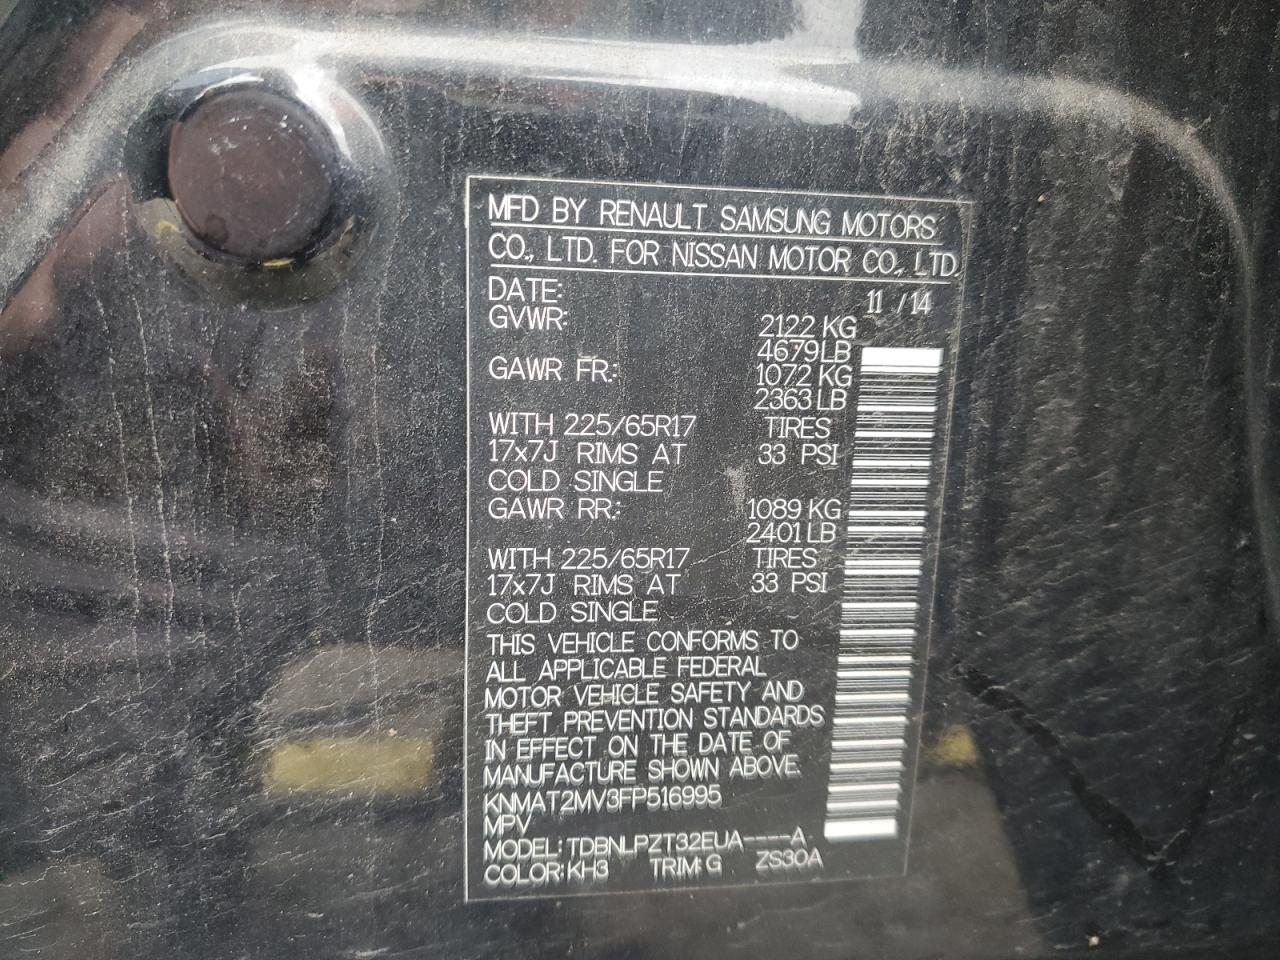 MFD BY RENAULT SAMSUNG MOTORS
CO., LTD. FOR NISSAN MOTOR CO., LTD.
DATE: 11 / 14
GVWR: 2122 KG
4679 LB
GAWR FR.: 1072 KG
2363 LB
WITH 225/65R17 TIRES
17x7J RIMS AT 33 PSI
COLD SINGLE
GAWR RR.: 1089 KG
2401 LB
WITH 225/65R17 TIRES
17x7J RIMS AT 33 PSI
COLD SINGLE
THIS VEHICLE CONFORMS TO
ALL APPLICABLE FEDERAL
MOTOR VEHICLE SAFETY AND
THEFT PREVENTION STANDARDS
IN EFFECT ON THE DATE OF
MANUFACTURE SHOWN ABOVE.
KNMAT2MV3FP516995
MPV
MODEL: TDBNLPZT32EUA----A
COLOR: KH3 TRIM: G ZS30A